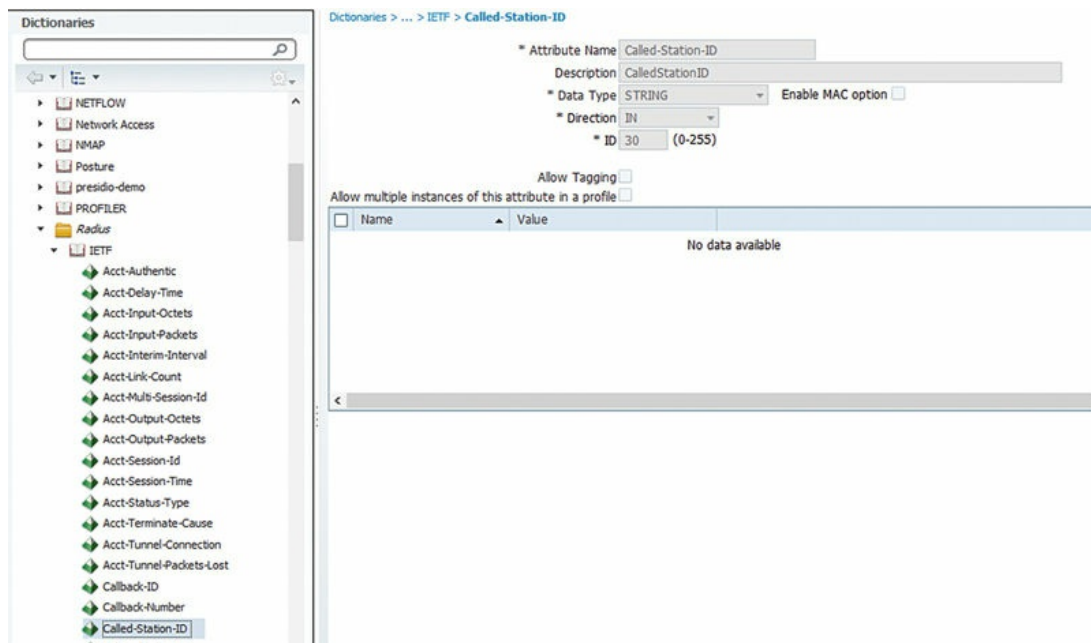 Dictionaries
NETFLOW
Network Access
NMAP
Posture
presidio-demo
PROFILER
Radius
IETF
Acct-Authentic
Acct-Delay-Time
Acct-Input-Octets
Acct-Input-Packets
Acct-Interim-Interval
Acct-Link-Count
Acct-Multi-Session-Id
Acct-Output-Octets
Acct-Output-Packets
Acct-Session-Id
Acct-Session-Time
Acct-Status-Type
Acct-Terminate-Cause
Acct-Tunnel-Connection
Acct-Tunnel-Packets-Lost
Callback-ID
Callback-Number
Called-Station-ID
Dictionaries > ... > IETF > Called-Station-ID
* Attribute Name Called-Station-ID
Description CalledStationID
* Data Type STRING Enable MAC option
* Direction IN
* ID 30 (0-255)
Allow Tagging
Allow multiple instances of this attribute in a profile
Name Value
No data available